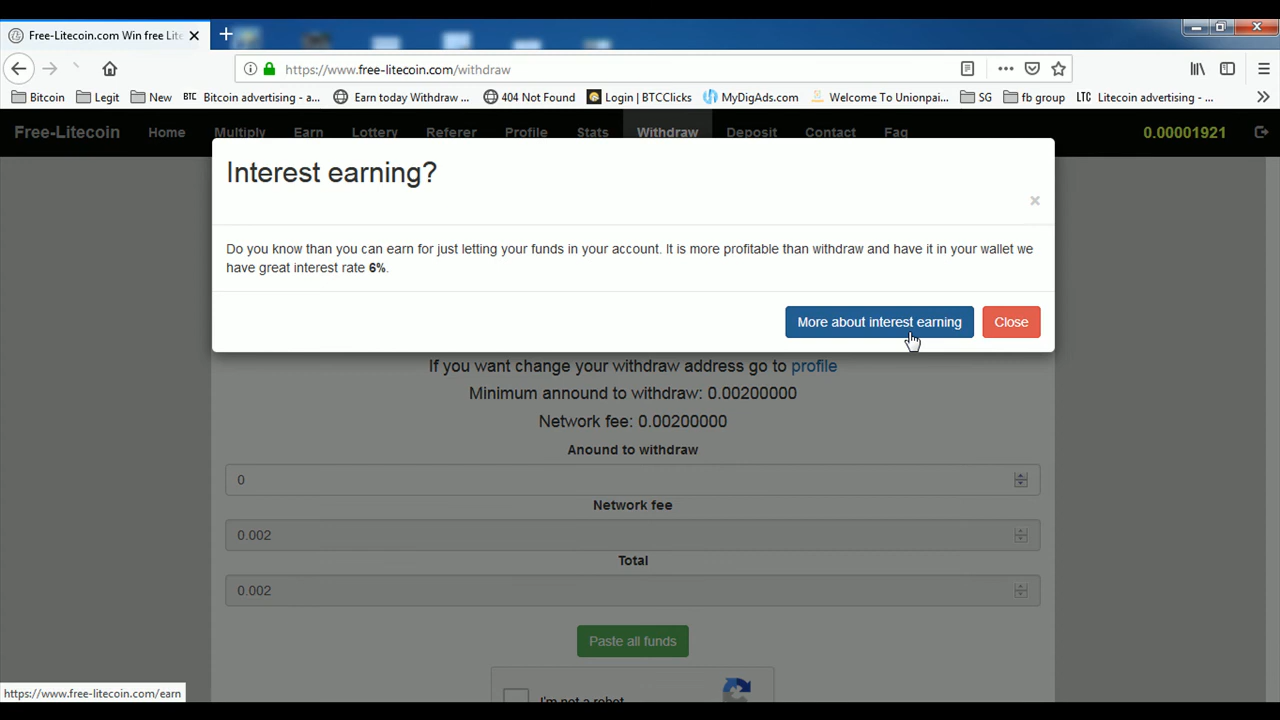 Free-Litecoin.com Win free Lite
https://www.free-litecoin.com/withdraw
Bitcoin Legit New BTC Bitcoin advertising - a... Earn today Withdraw ... 404 Not Found Login | BTCClicks MyDigAds.com Welcome To Unionpai... SG fb group LTC Litecoin advertising - ...
Free-Litecoin Home Multiply Earn Lottery Referer Profile Stats Withdraw Deposit Contact Faq 0.00001921
Interest earning?
×
Do you know than you can earn for just letting your funds in your account. It is more profitable than withdraw and have it in your wallet we
have great interest rate 6%.
More about interest earning Close
If you want change your withdraw address go to profile
Minimum annound to withdraw: 0.00200000
Network fee: 0.00200000
Anound to withdraw
0
Network fee
0.002
Total
0.002
Paste all funds
I'm not a robot
https://www.free-litecoin.com/earn